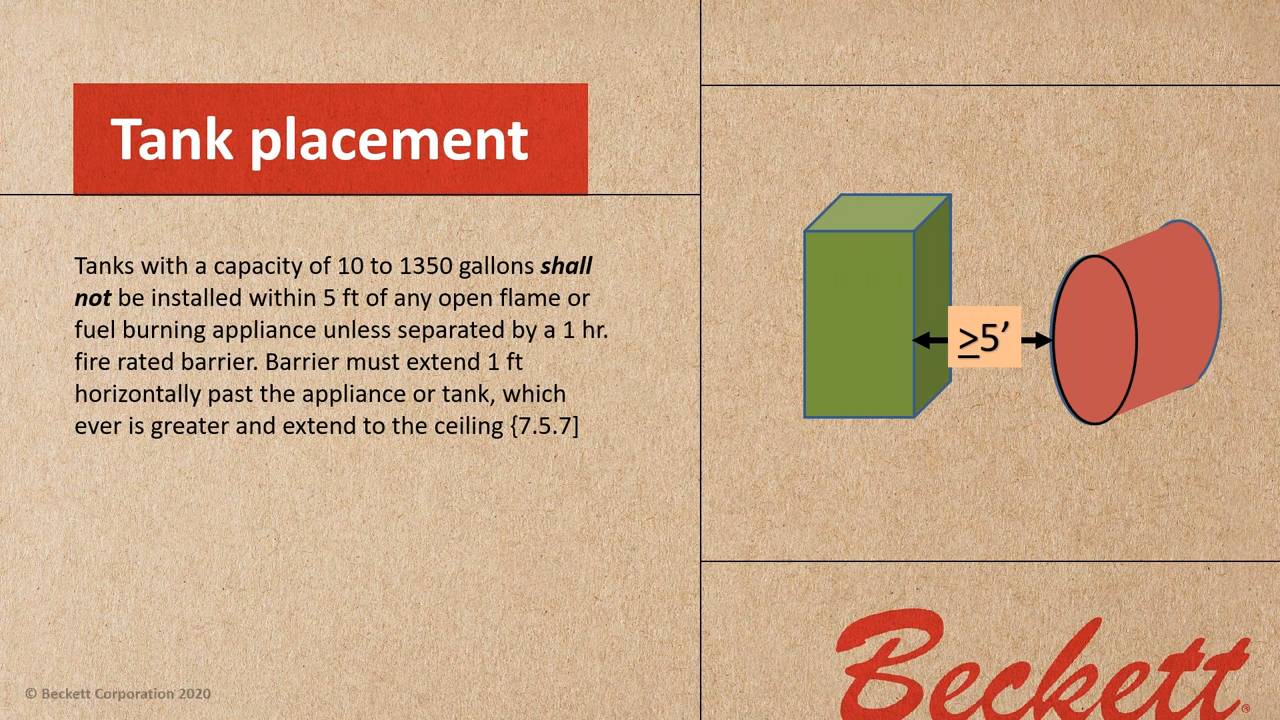 Tank placement
Tanks with a capacity of 10 to 1350 gallons shall
not be installed within 5 ft of any open flame or
fuel burning appliance unless separated by a 1 hr.
fire rated barrier. Barrier must extend 1 ft
horizontally past the appliance or tank, which
ever is greater and extend to the ceiling {7.5.7]
≥5’
Beckett®
© Beckett Corporation 2020